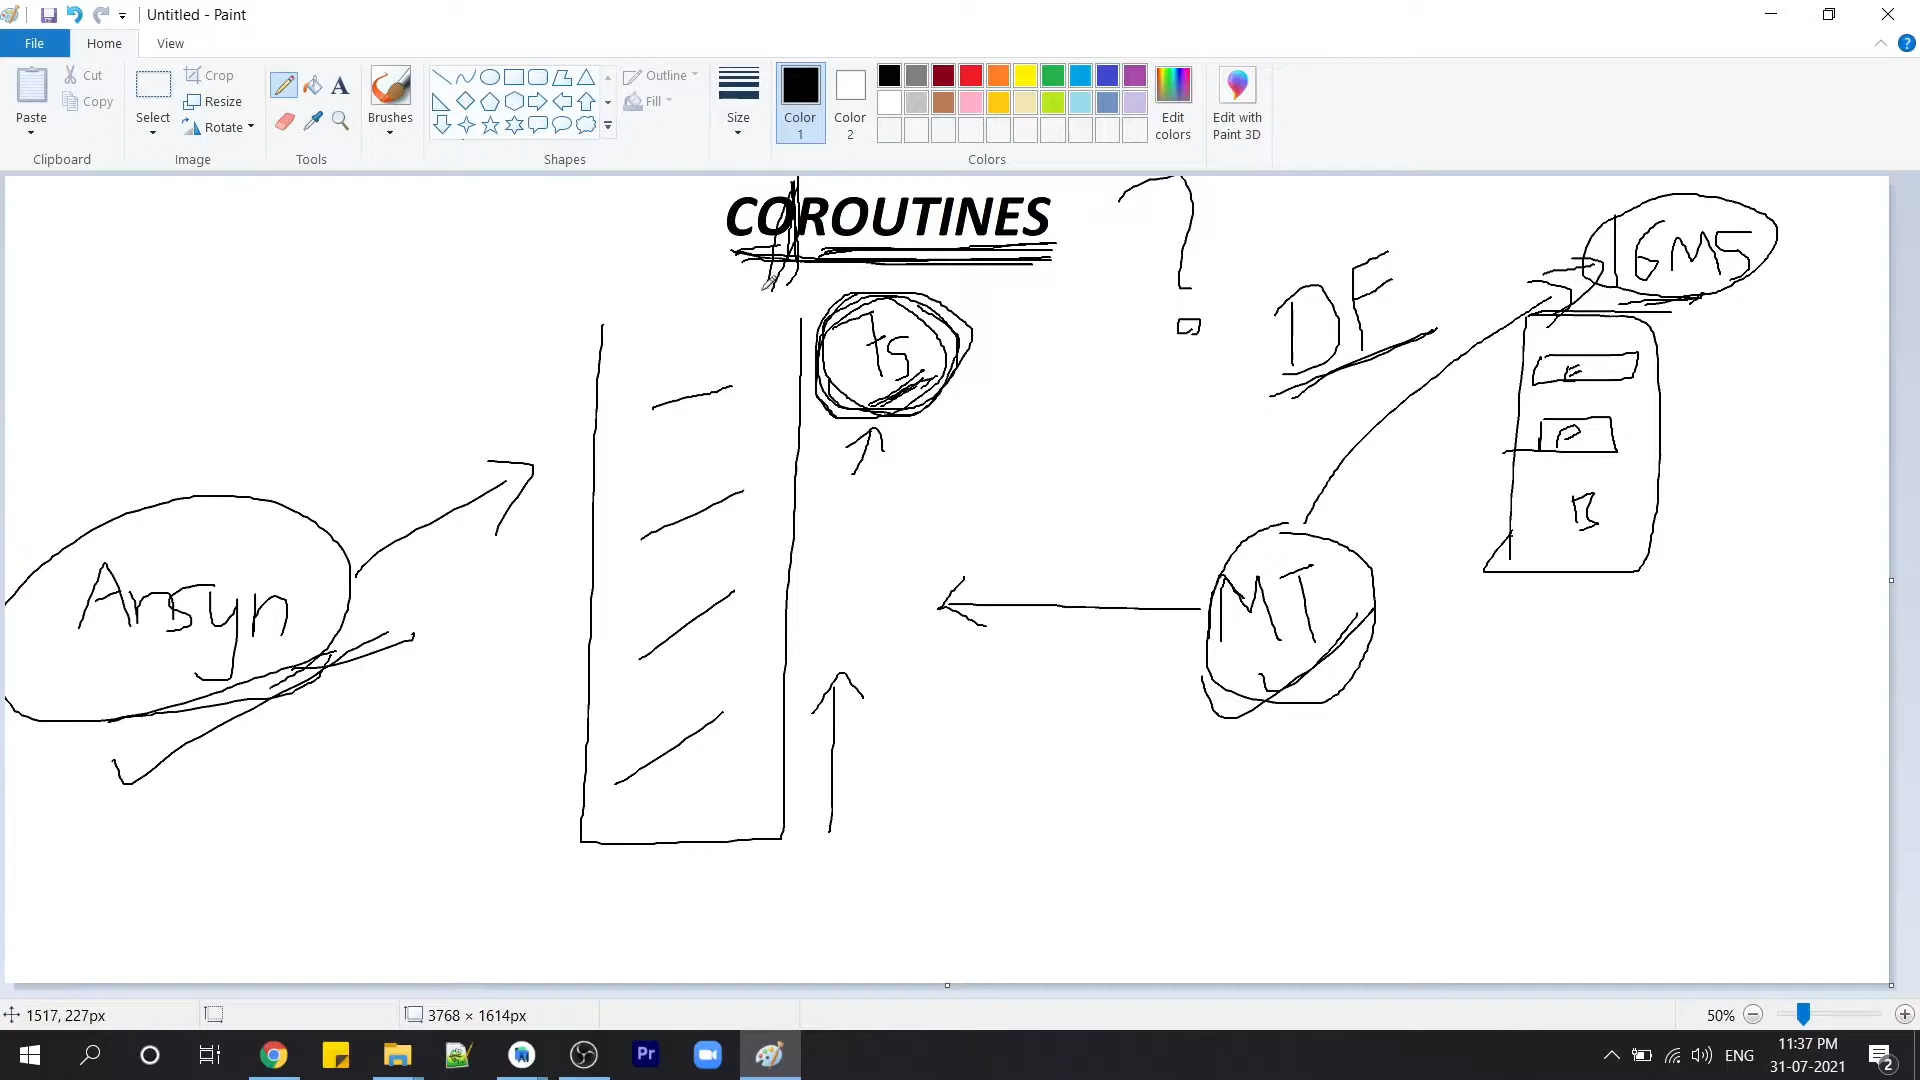 Untitled - Paint
File
Home
View
Paste
Cut
Copy
Clipboard
Select
Crop
Resize
Rotate
Image
Tools
Brushes
Shapes
Outline
Fill
Size
Color 1
Color 2
Edit colors
Edit with Paint 3D
Colors
COROUTINES
?
DF
16MS
ts
E
P
B
Arsyn
MT
1517, 227px
3768 × 1614px
50%
11:37 PM
ENG
31-07-2021
2